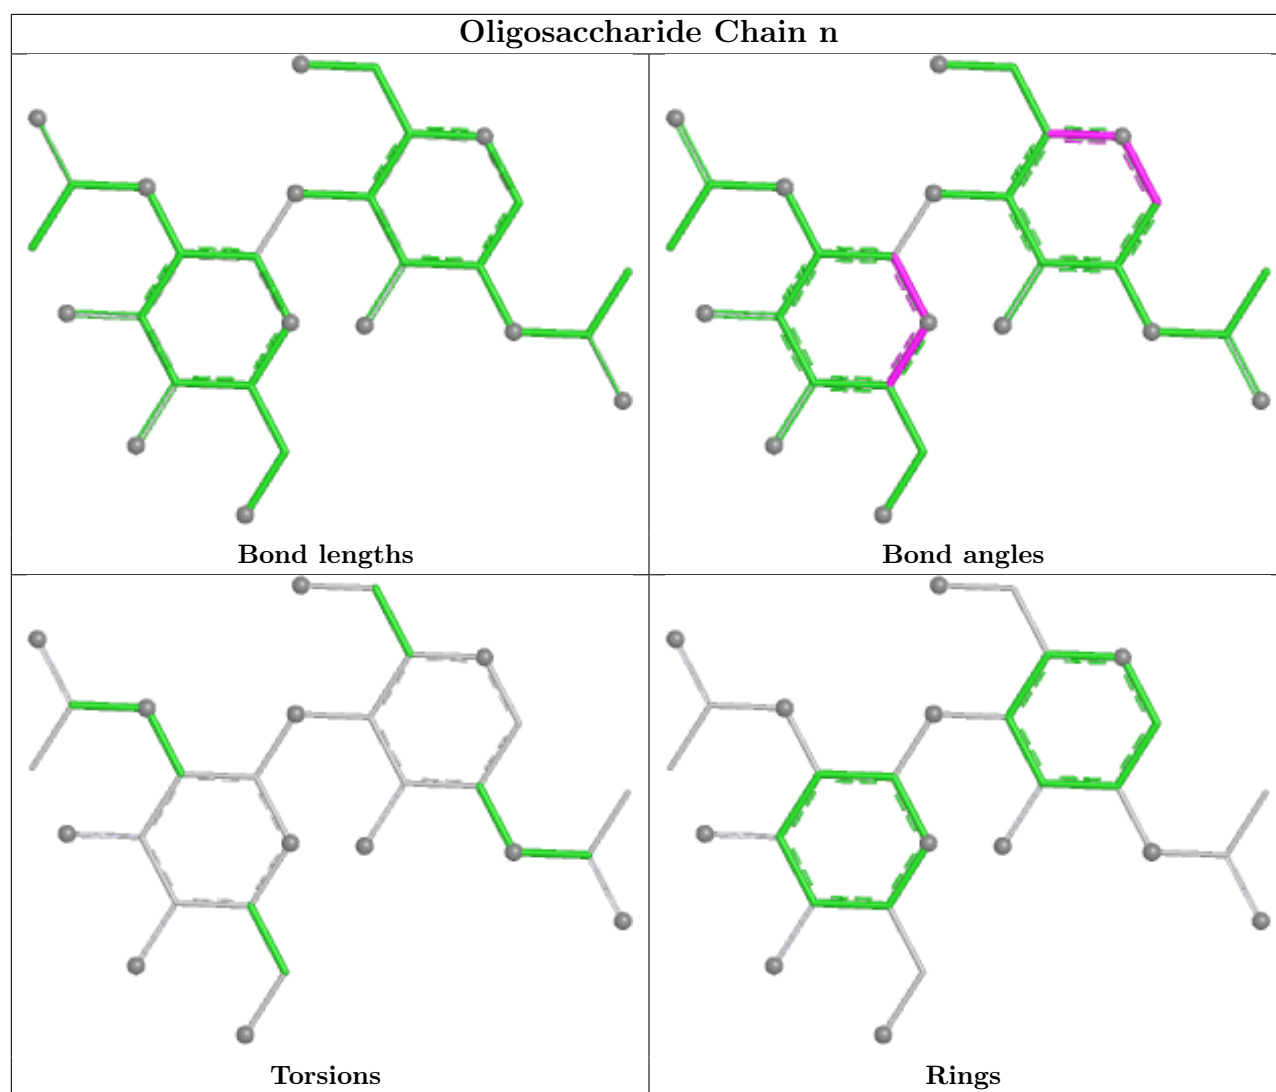 Oligosaccharide Chain n
Bond lengths
Bond angles
Torsions
Rings